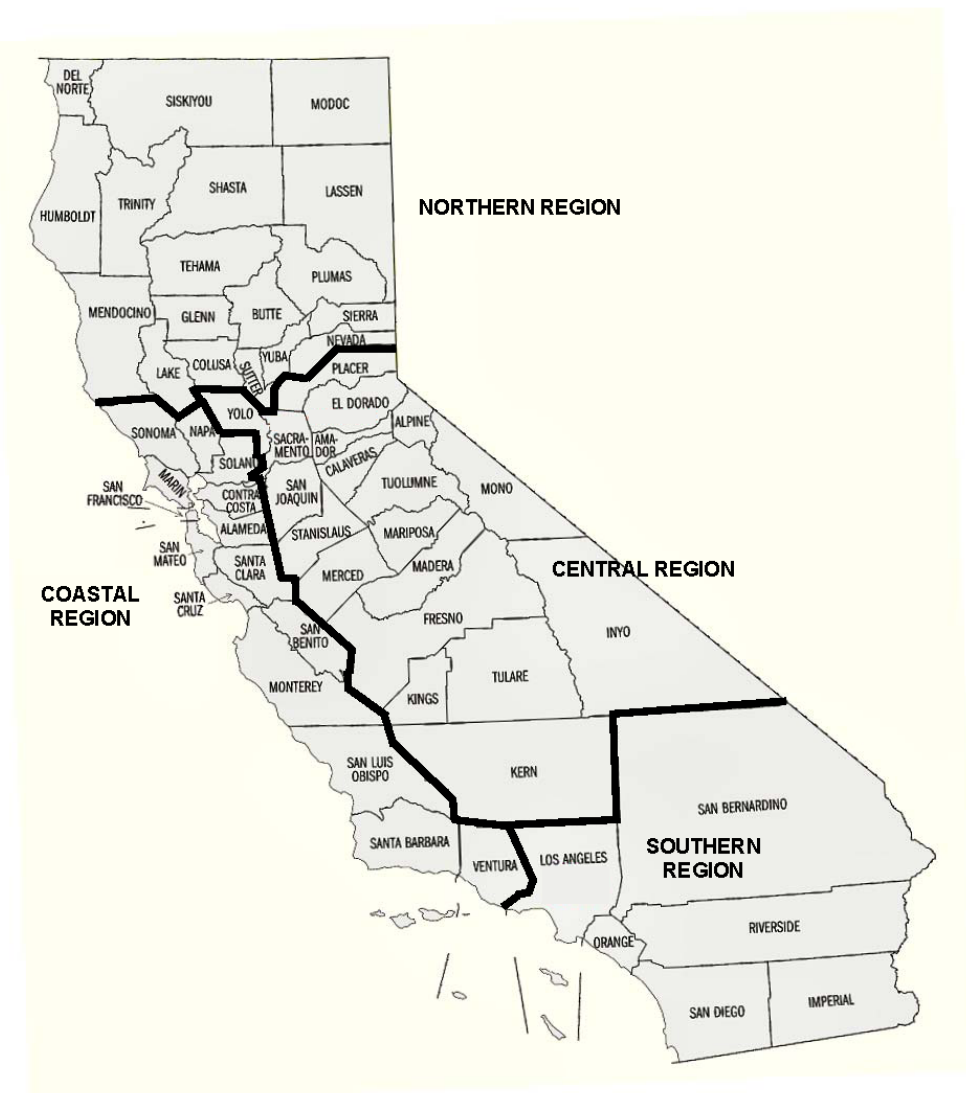 DEL
NORTE
SISKIYOU
MODOC
HUMBOLDT
TRINITY
SHASTA
LASSEN
NORTHERN REGION
TEHAMA
PLUMAS
MENDOCINO
GLENN
BUTTE
SIERRA
NEVADA
YUBA
COLUSA
SUTTER
LAKE
PLACER
EL DORADO
YOLO
SONOMA
NAPA
SACRA-
MENTO
AMA-
DOR
ALPINE
SOLANO
CALAVERAS
MARIN
SAN
FRANCISCO
CONTRA
COSTA
SAN
JOAQUIN
TUOLUMNE
MONO
ALAMEDA
STANISLAUS
MARIPOSA
SAN
MATEO
SANTA
CLARA
MERCED
MADERA
CENTRAL REGION
COASTAL
REGION
SANTA
CRUZ
FRESNO
SAN
BENITO
INYO
MONTEREY
KINGS
TULARE
SAN LUIS
OBISPO
KERN
SAN BERNARDINO
SANTA BARBARA
VENTURA
LOS ANGELES
SOUTHERN
REGION
ORANGE
RIVERSIDE
SAN DIEGO
IMPERIAL